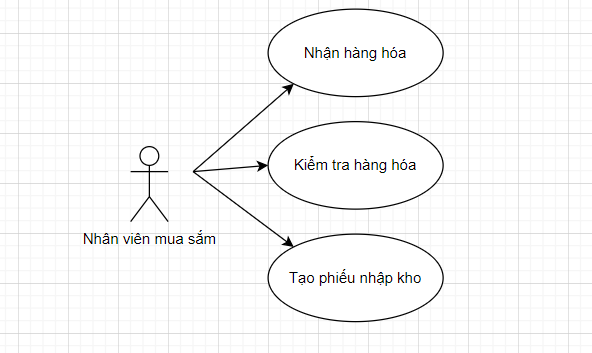 Nhận hàng hóa
Kiểm tra hàng hóa
Nhân viên mua sắm
Tạo phiếu nhập kho